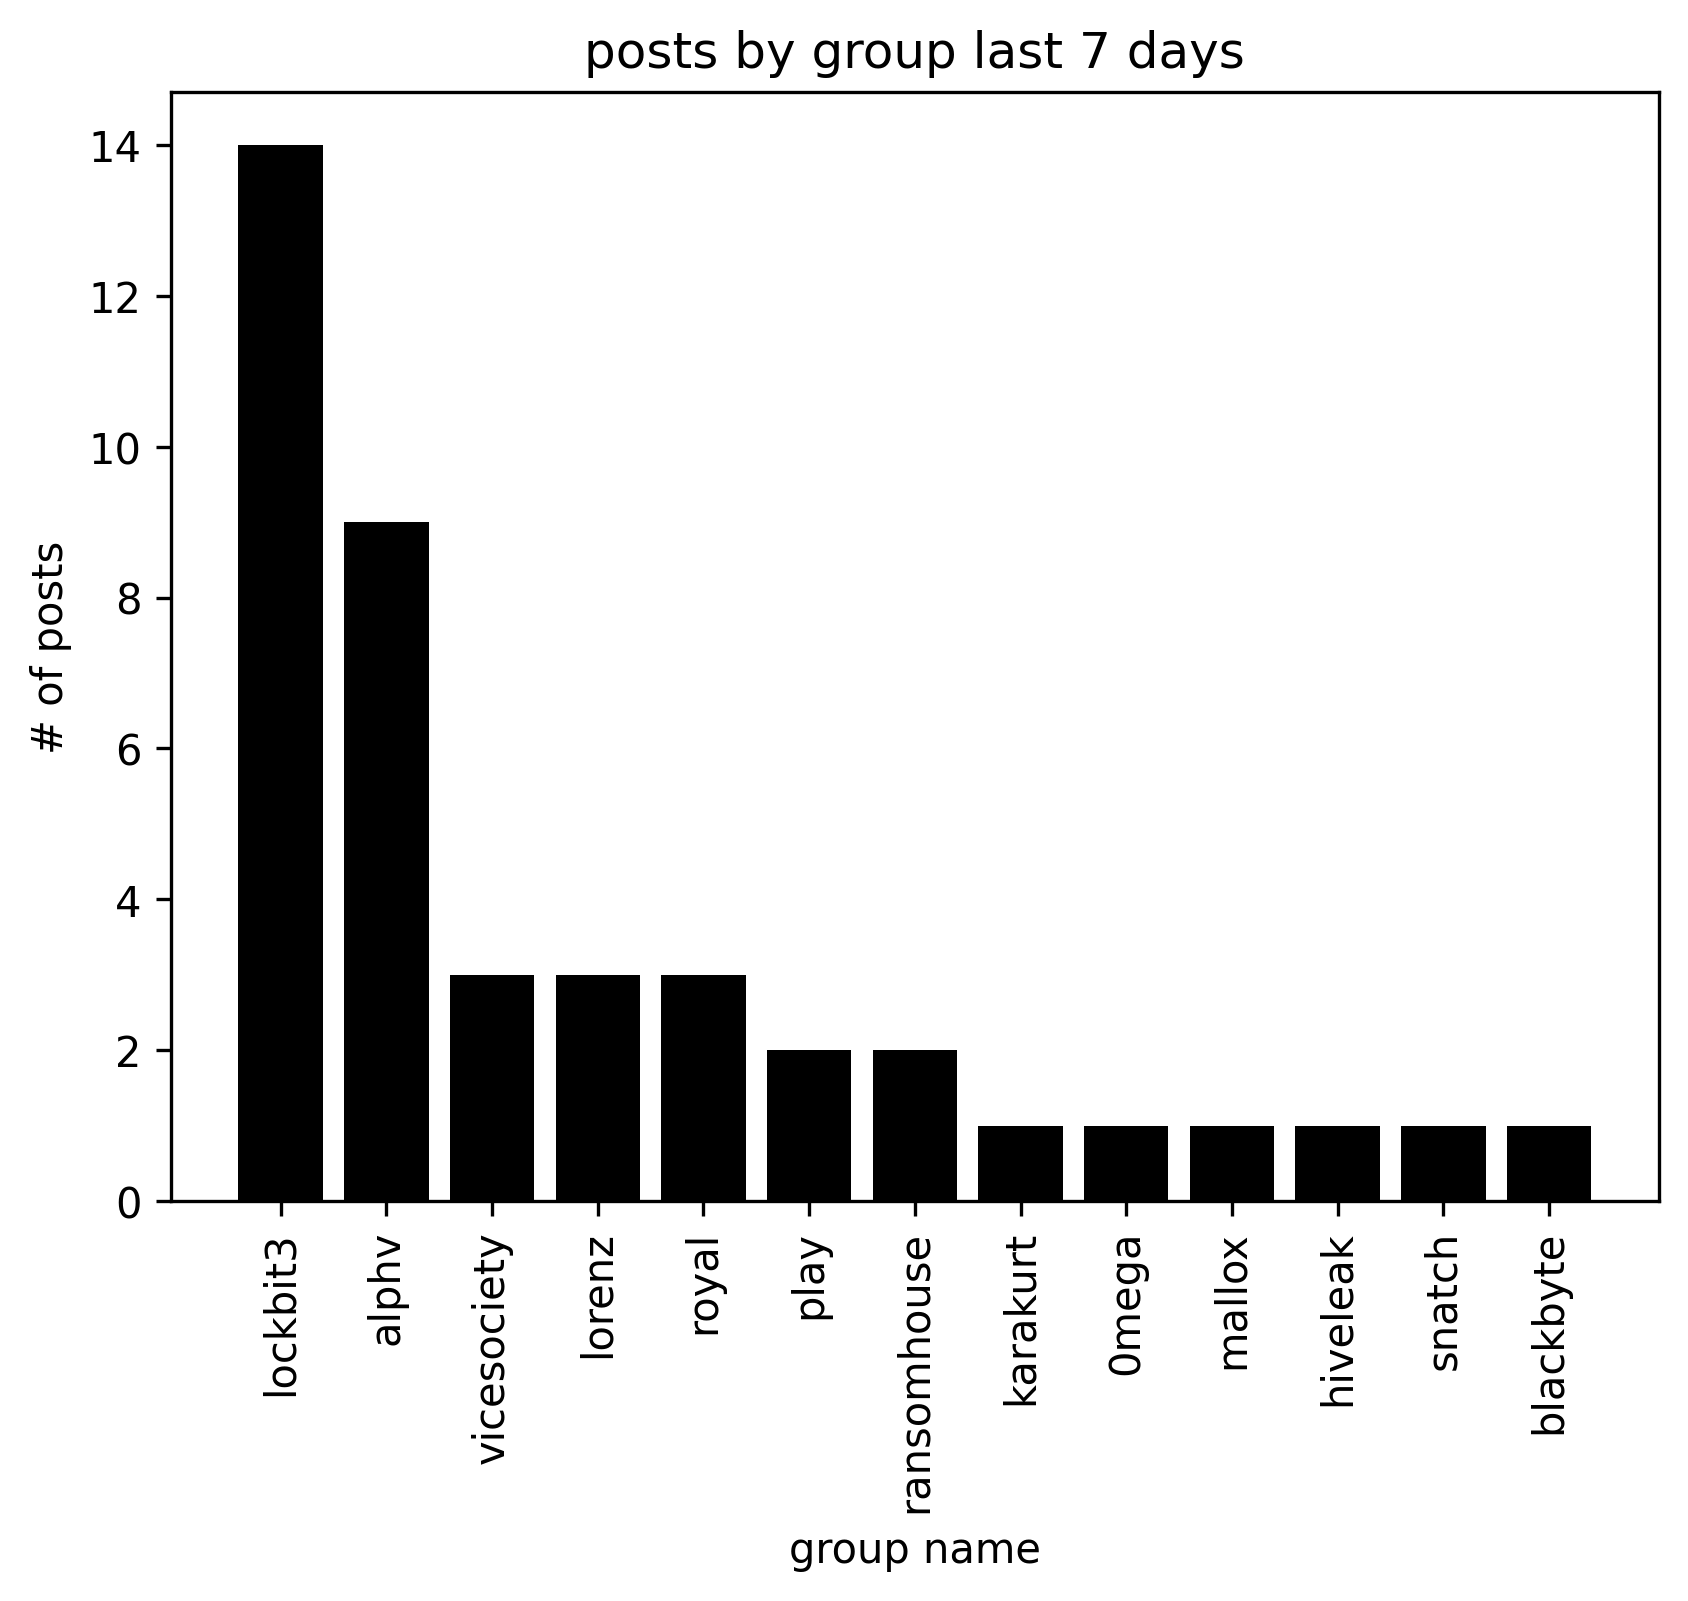 posts by group last 7 days
14
12
10
8
6
4
2
0
# of posts
lockbit3
alphv
vicesociety
lorenz
royal
play
ransomhouse
karakurt
0mega
mallox
hiveleak
snatch
blackbyte
group name